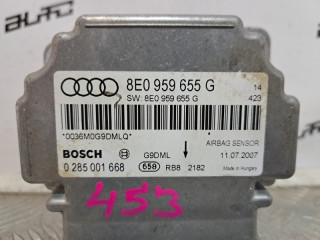 8E0 959 655 G
14
SW: 8E0 959 655 G
423
*0036M0G9DMLQ*
AIRBAG SENSOR
BOSCH
G9DML
11.07.2007
0 285 001 668
658
RB8
2182
Made in Hungary
453